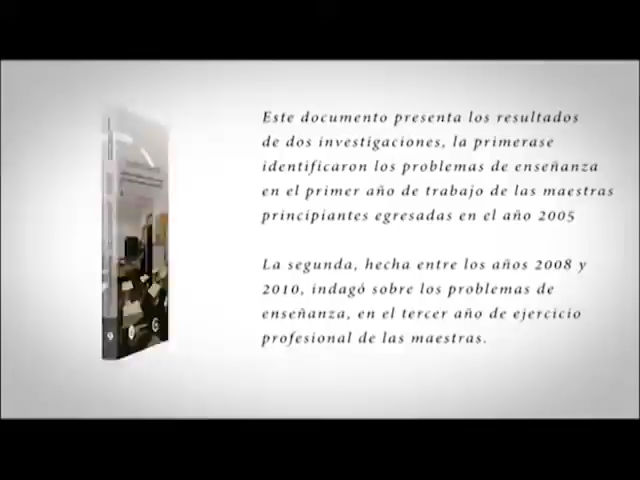 Este documento presenta los resultados
de dos investigaciones, la primerase
identificaron los problemas de enseñanza
en el primer año de trabajo de las maestras
principiantes egresadas en el año 2005
La segunda, hecha entre los años 2008 y
2010, indagó sobre los problemas de
enseñanza, en el tercer año de ejercicio
profesional de las maestras.
9